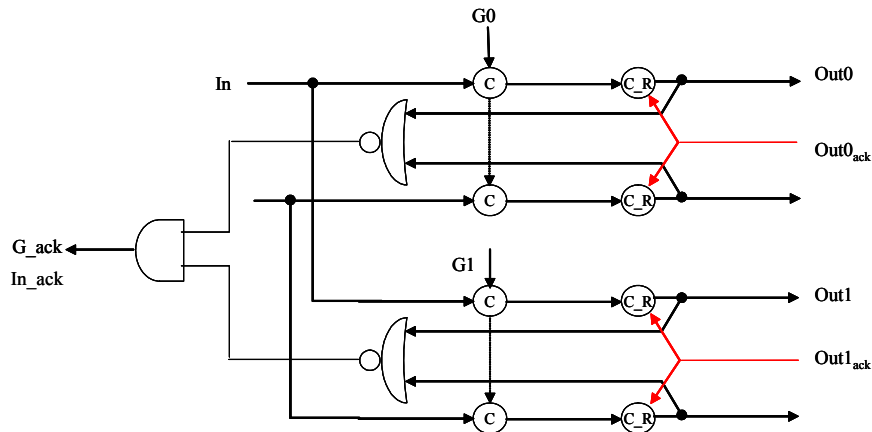 G0
In
C
C_R
Out0
Out0ack
C
C_R
G_ack
In_ack
G1
C
C_R
Out1
Out1ack
C
C_R